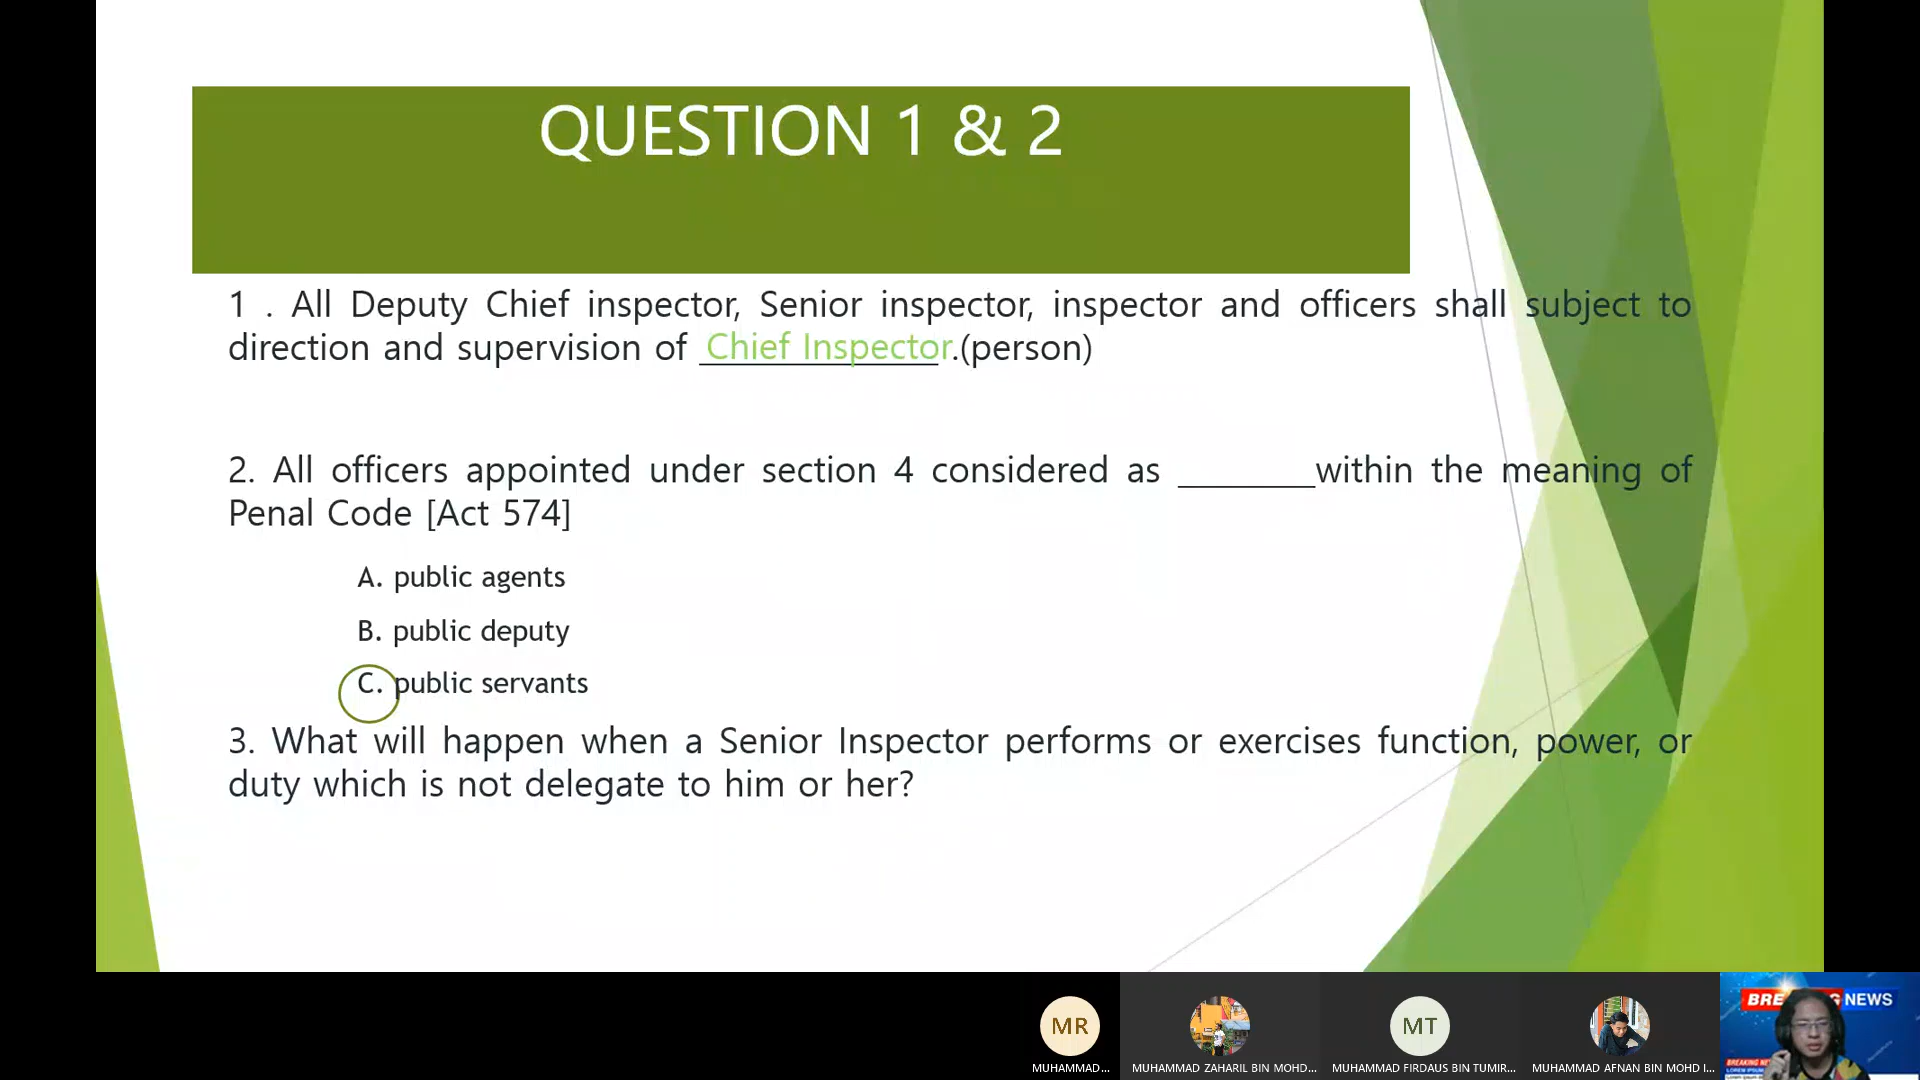 QUESTION 1 & 2
1 . All Deputy Chief inspector, Senior inspector, inspector and officers shall subject to
direction and supervision of Chief Inspector.(person)
2. All officers appointed under section 4 considered as ________within the meaning of
Penal Code [Act 574]
A. public agents
B. public deputy
C. public servants
3. What will happen when a Senior Inspector performs or exercises function, power, or
duty which is not delegate to him or her?
MR
MT
NEWS
MUHAMMAD...
MUHAMMAD ZAHARIL BIN MOHD...
MUHAMMAD FIRDAUS BIN TUMIR...
MUHAMMAD AFNAN BIN MOHD I...